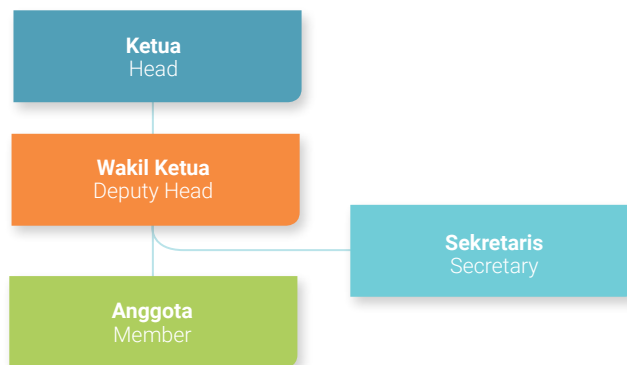 Ketua
Head
Wakil Ketua
Deputy Head
Sekretaris
Secretary
Anggota
Member